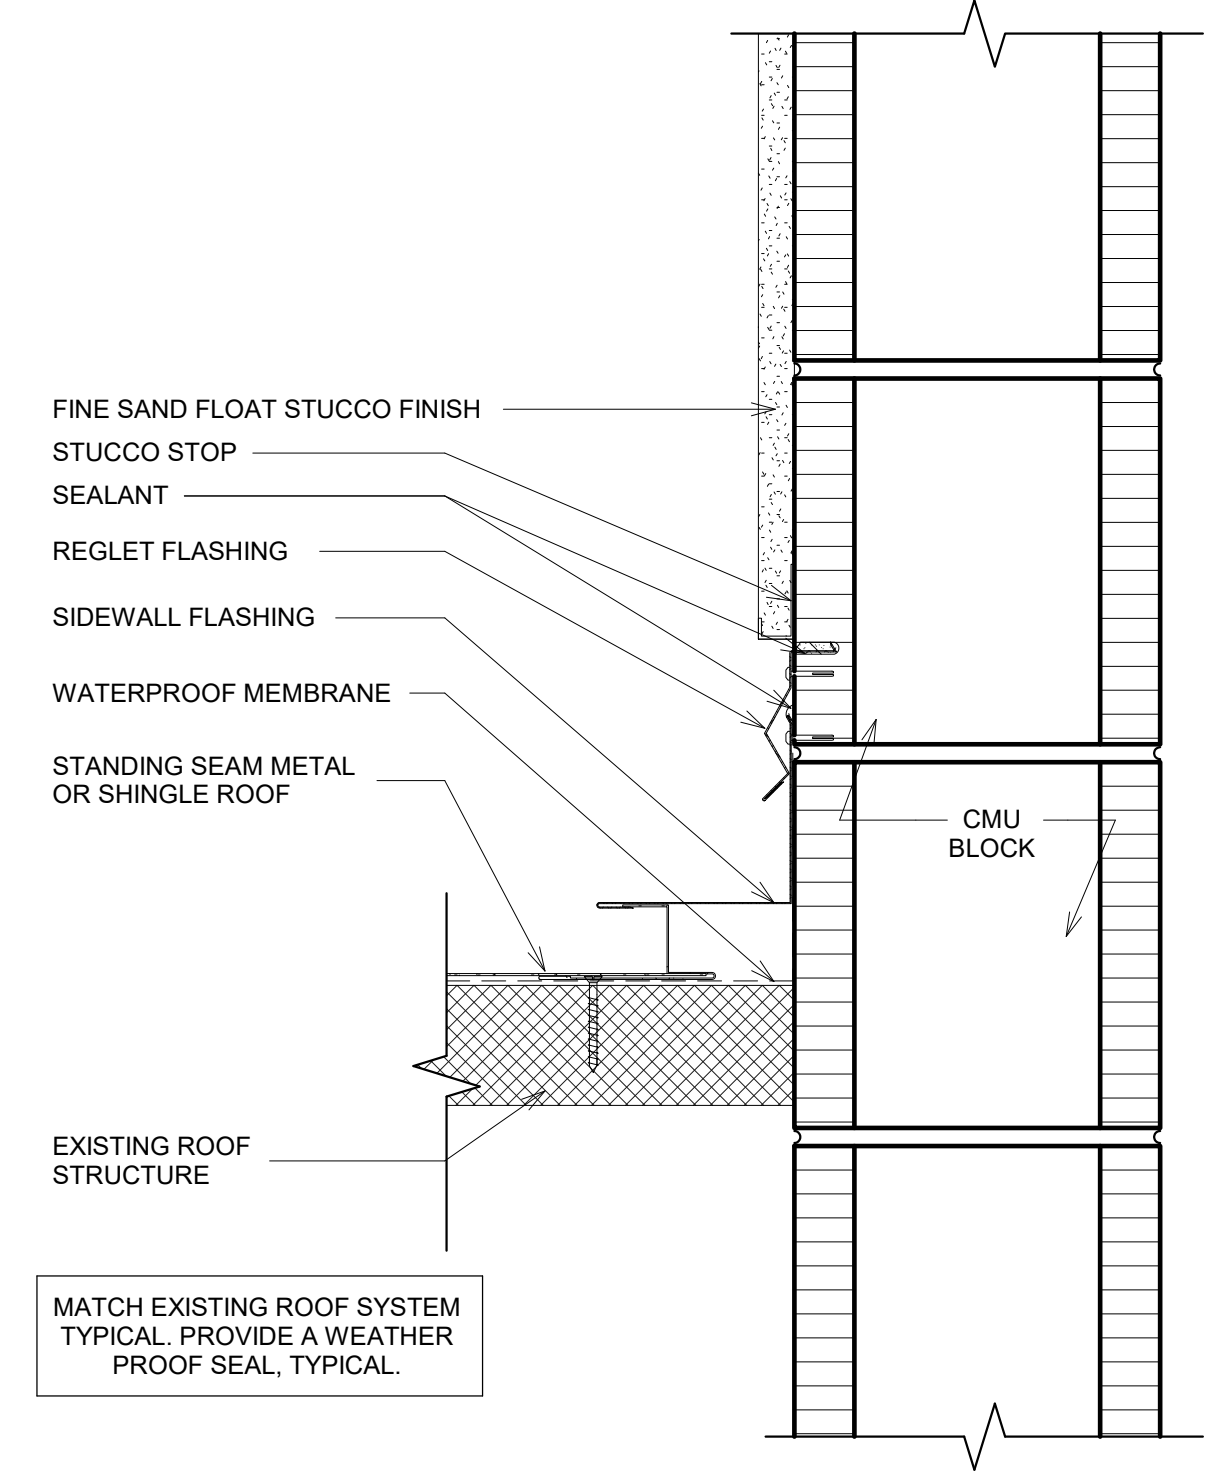 FINE SAND FLOAT STUCCO FINISH
STUCCO STOP
SEALANT
REGLET FLASHING
SIDEWALL FLASHING
WATERPROOF MEMBRANE
STANDING SEAM METAL
OR SHINGLE ROOF
CMU
BLOCK
EXISTING ROOF
STRUCTURE
MATCH EXISTING ROOF SYSTEM
TYPICAL. PROVIDE A WEATHER
PROOF SEAL, TYPICAL.